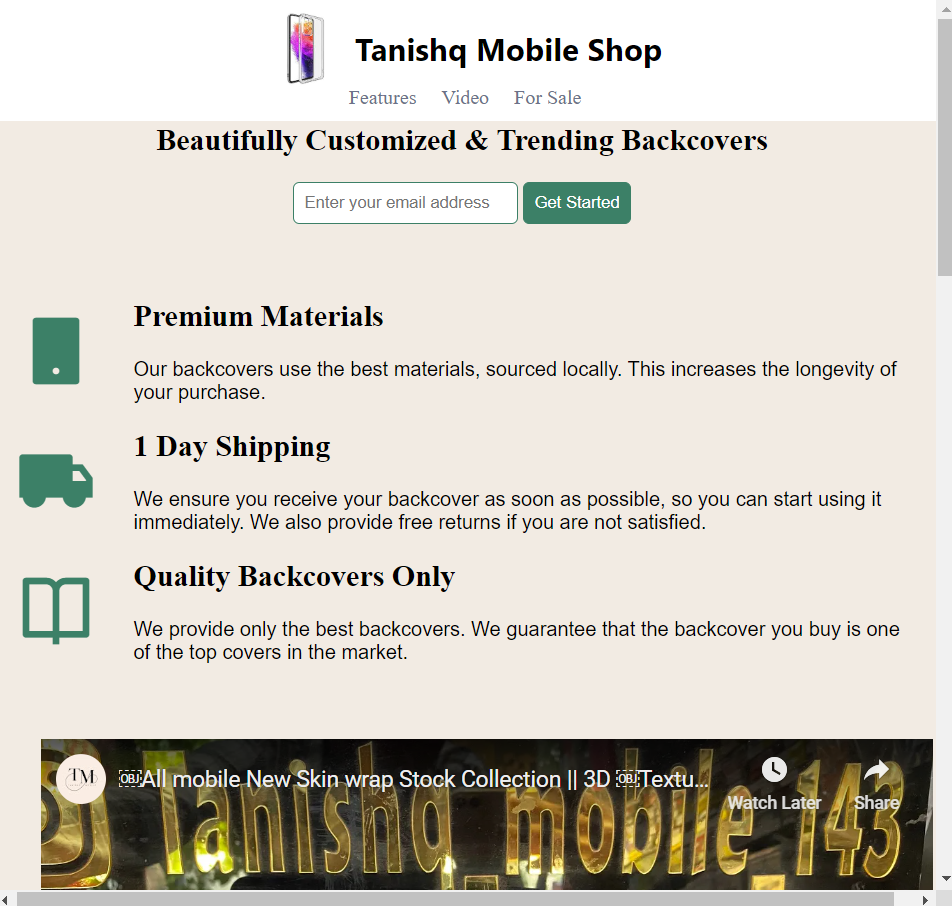 Tanishq Mobile Shop
Features Video For Sale
Beautifully Customized & Trending Backcovers
Enter your email address Get Started
Premium Materials
Our backcovers use the best materials, sourced locally. This increases the longevity of
your purchase.
1 Day Shipping
We ensure you receive your backcover as soon as possible, so you can start using it
immediately. We also provide free returns if you are not satisfied.
Quality Backcovers Only
We provide only the best backcovers. We guarantee that the backcover you buy is one
of the top covers in the market.
TM OBJ All mobile New Skin wrap Stock Collection || 3D OBJ Textu...
Watch Later Share
Tanishq_mobile_143